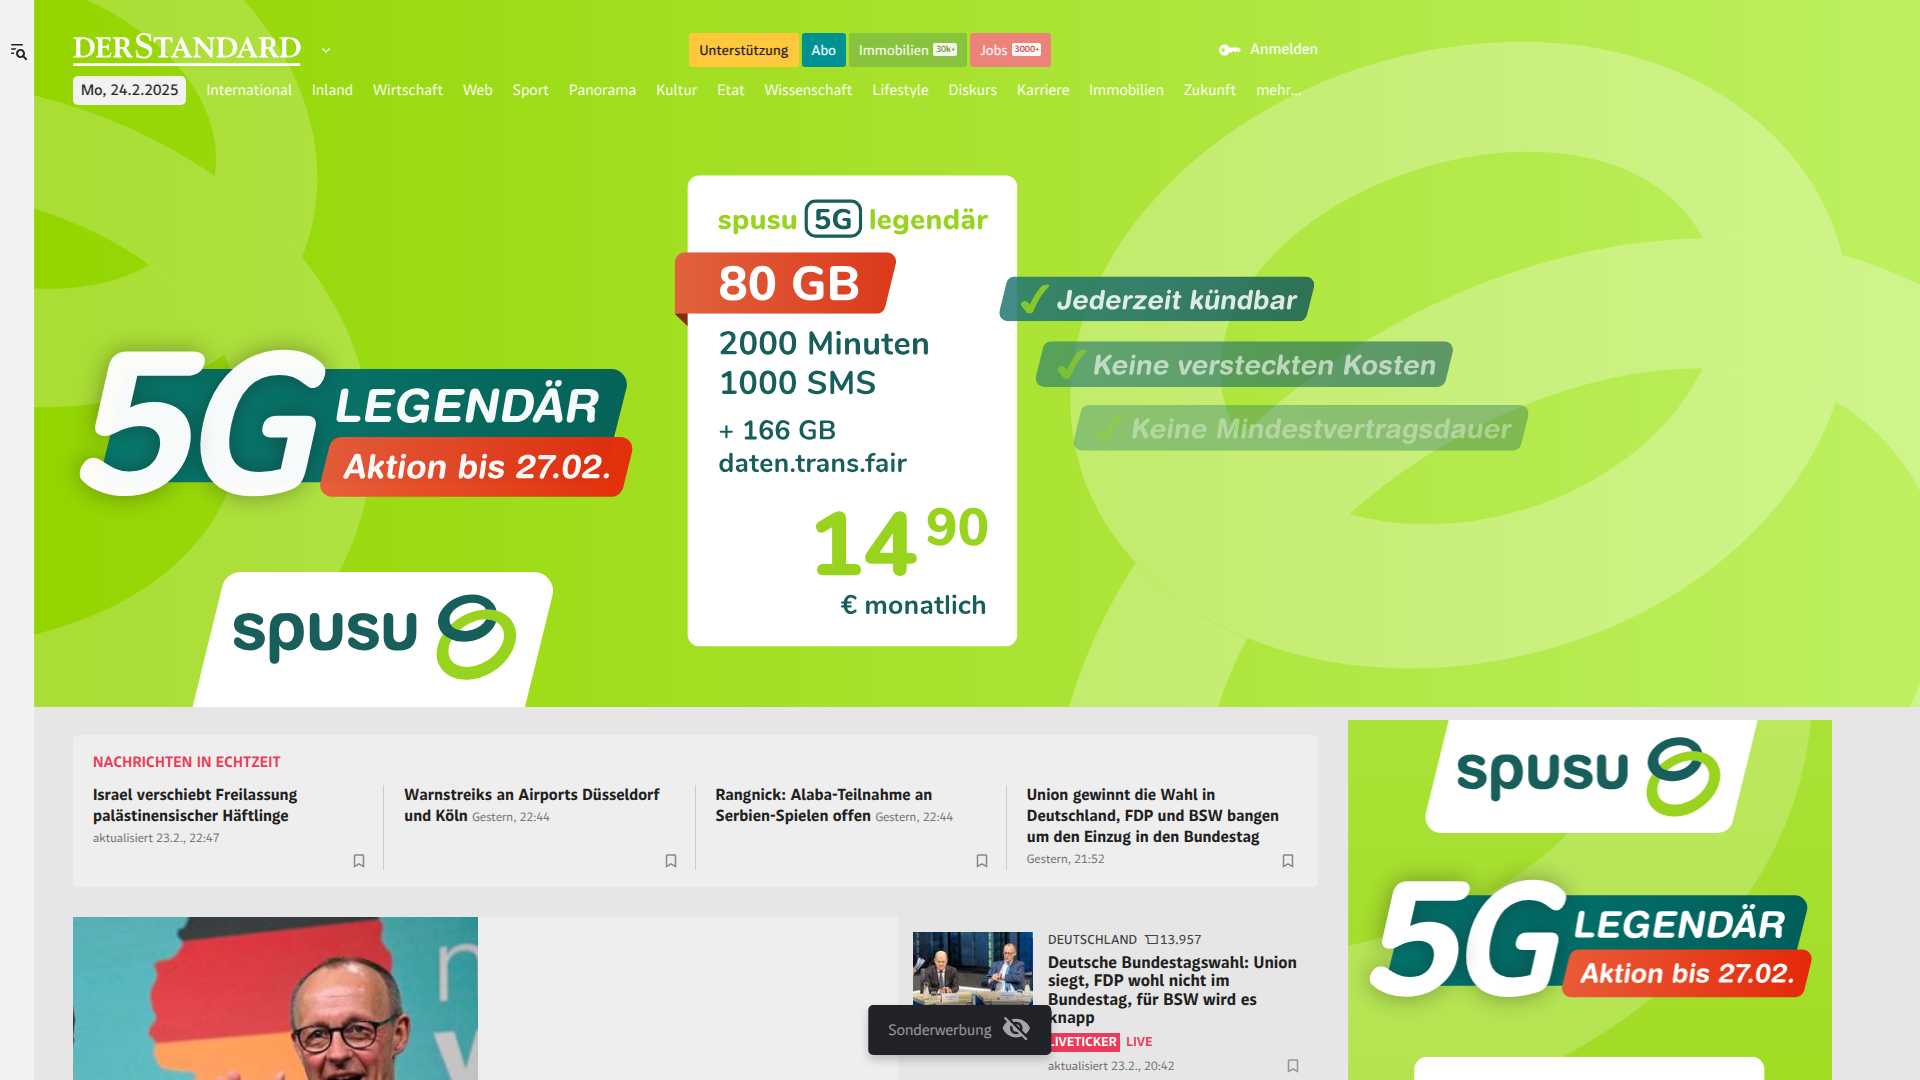 DERSTANDARD
Unterstützung
Abo
Immobilien 30k+
Jobs 3000+
Anmelden
Mo, 24.2.2025
International
Inland
Wirtschaft
Web
Sport
Panorama
Kultur
Etat
Wissenschaft
Lifestyle
Diskurs
Karriere
Immobilien
Zukunft
mehr...
5G LEGENDÄR
Aktion bis 27.02.
spusu
spusu 5G legendär
80 GB
2000 Minuten
1000 SMS
+ 166 GB
daten.trans.fair
14 90
€ monatlich
Jederzeit kündbar
Keine versteckten Kosten
Keine Mindestvertragsdauer
NACHRICHTEN IN ECHTZEIT
Israel verschiebt Freilassung
palästinensischer Häftlinge
aktualisiert 23.2., 22:47
Warnstreiks an Airports Düsseldorf
und Köln Gestern, 22:44
Rangnick: Alaba-Teilnahme an
Serbien-Spielen offen Gestern, 22:44
Union gewinnt die Wahl in
Deutschland, FDP und BSW bangen
um den Einzug in den Bundestag
Gestern, 21:52
DEUTSCHLAND 13.957
Deutsche Bundestagswahl: Union
siegt, FDP wohl nicht im
Bundestag, für BSW wird es
knapp
LIVETICKER LIVE
aktualisiert 23.2., 20:42
Sonderwerbung
spusu
5G LEGENDÄR
Aktion bis 27.02.